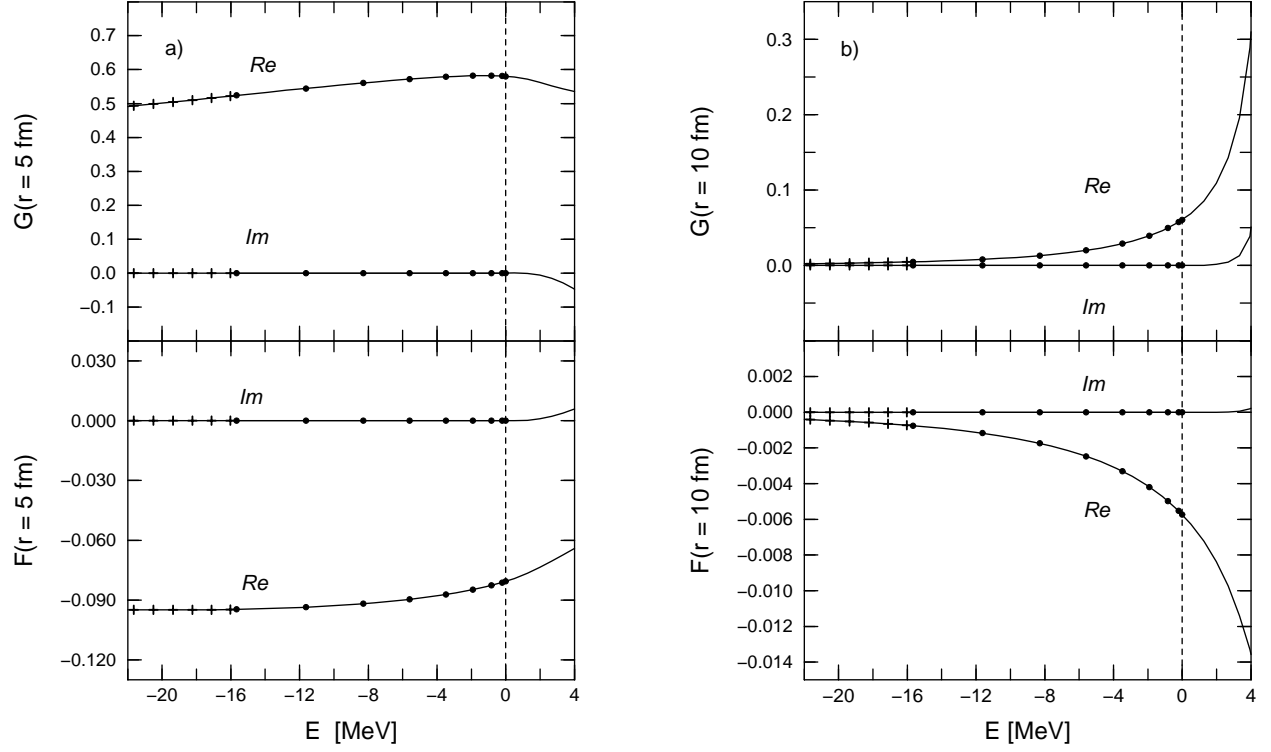 a)
0.7
0.6
0.5
0.4
0.3
0.2
0.1
0.0
−0.1
G(r = 5 fm)
Re
Im
0.030
0.000
−0.030
−0.060
−0.090
−0.120
F(r = 5 fm)
Im
Re
−20 −16 −12 −8 −4 0 4
E [MeV]
b)
0.3
0.2
0.1
0.0
G(r = 10 fm)
Re
Im
0.002
0.000
−0.002
−0.004
−0.006
−0.008
−0.010
−0.012
−0.014
F(r = 10 fm)
Im
Re
−20 −16 −12 −8 −4 0 4
E [MeV]